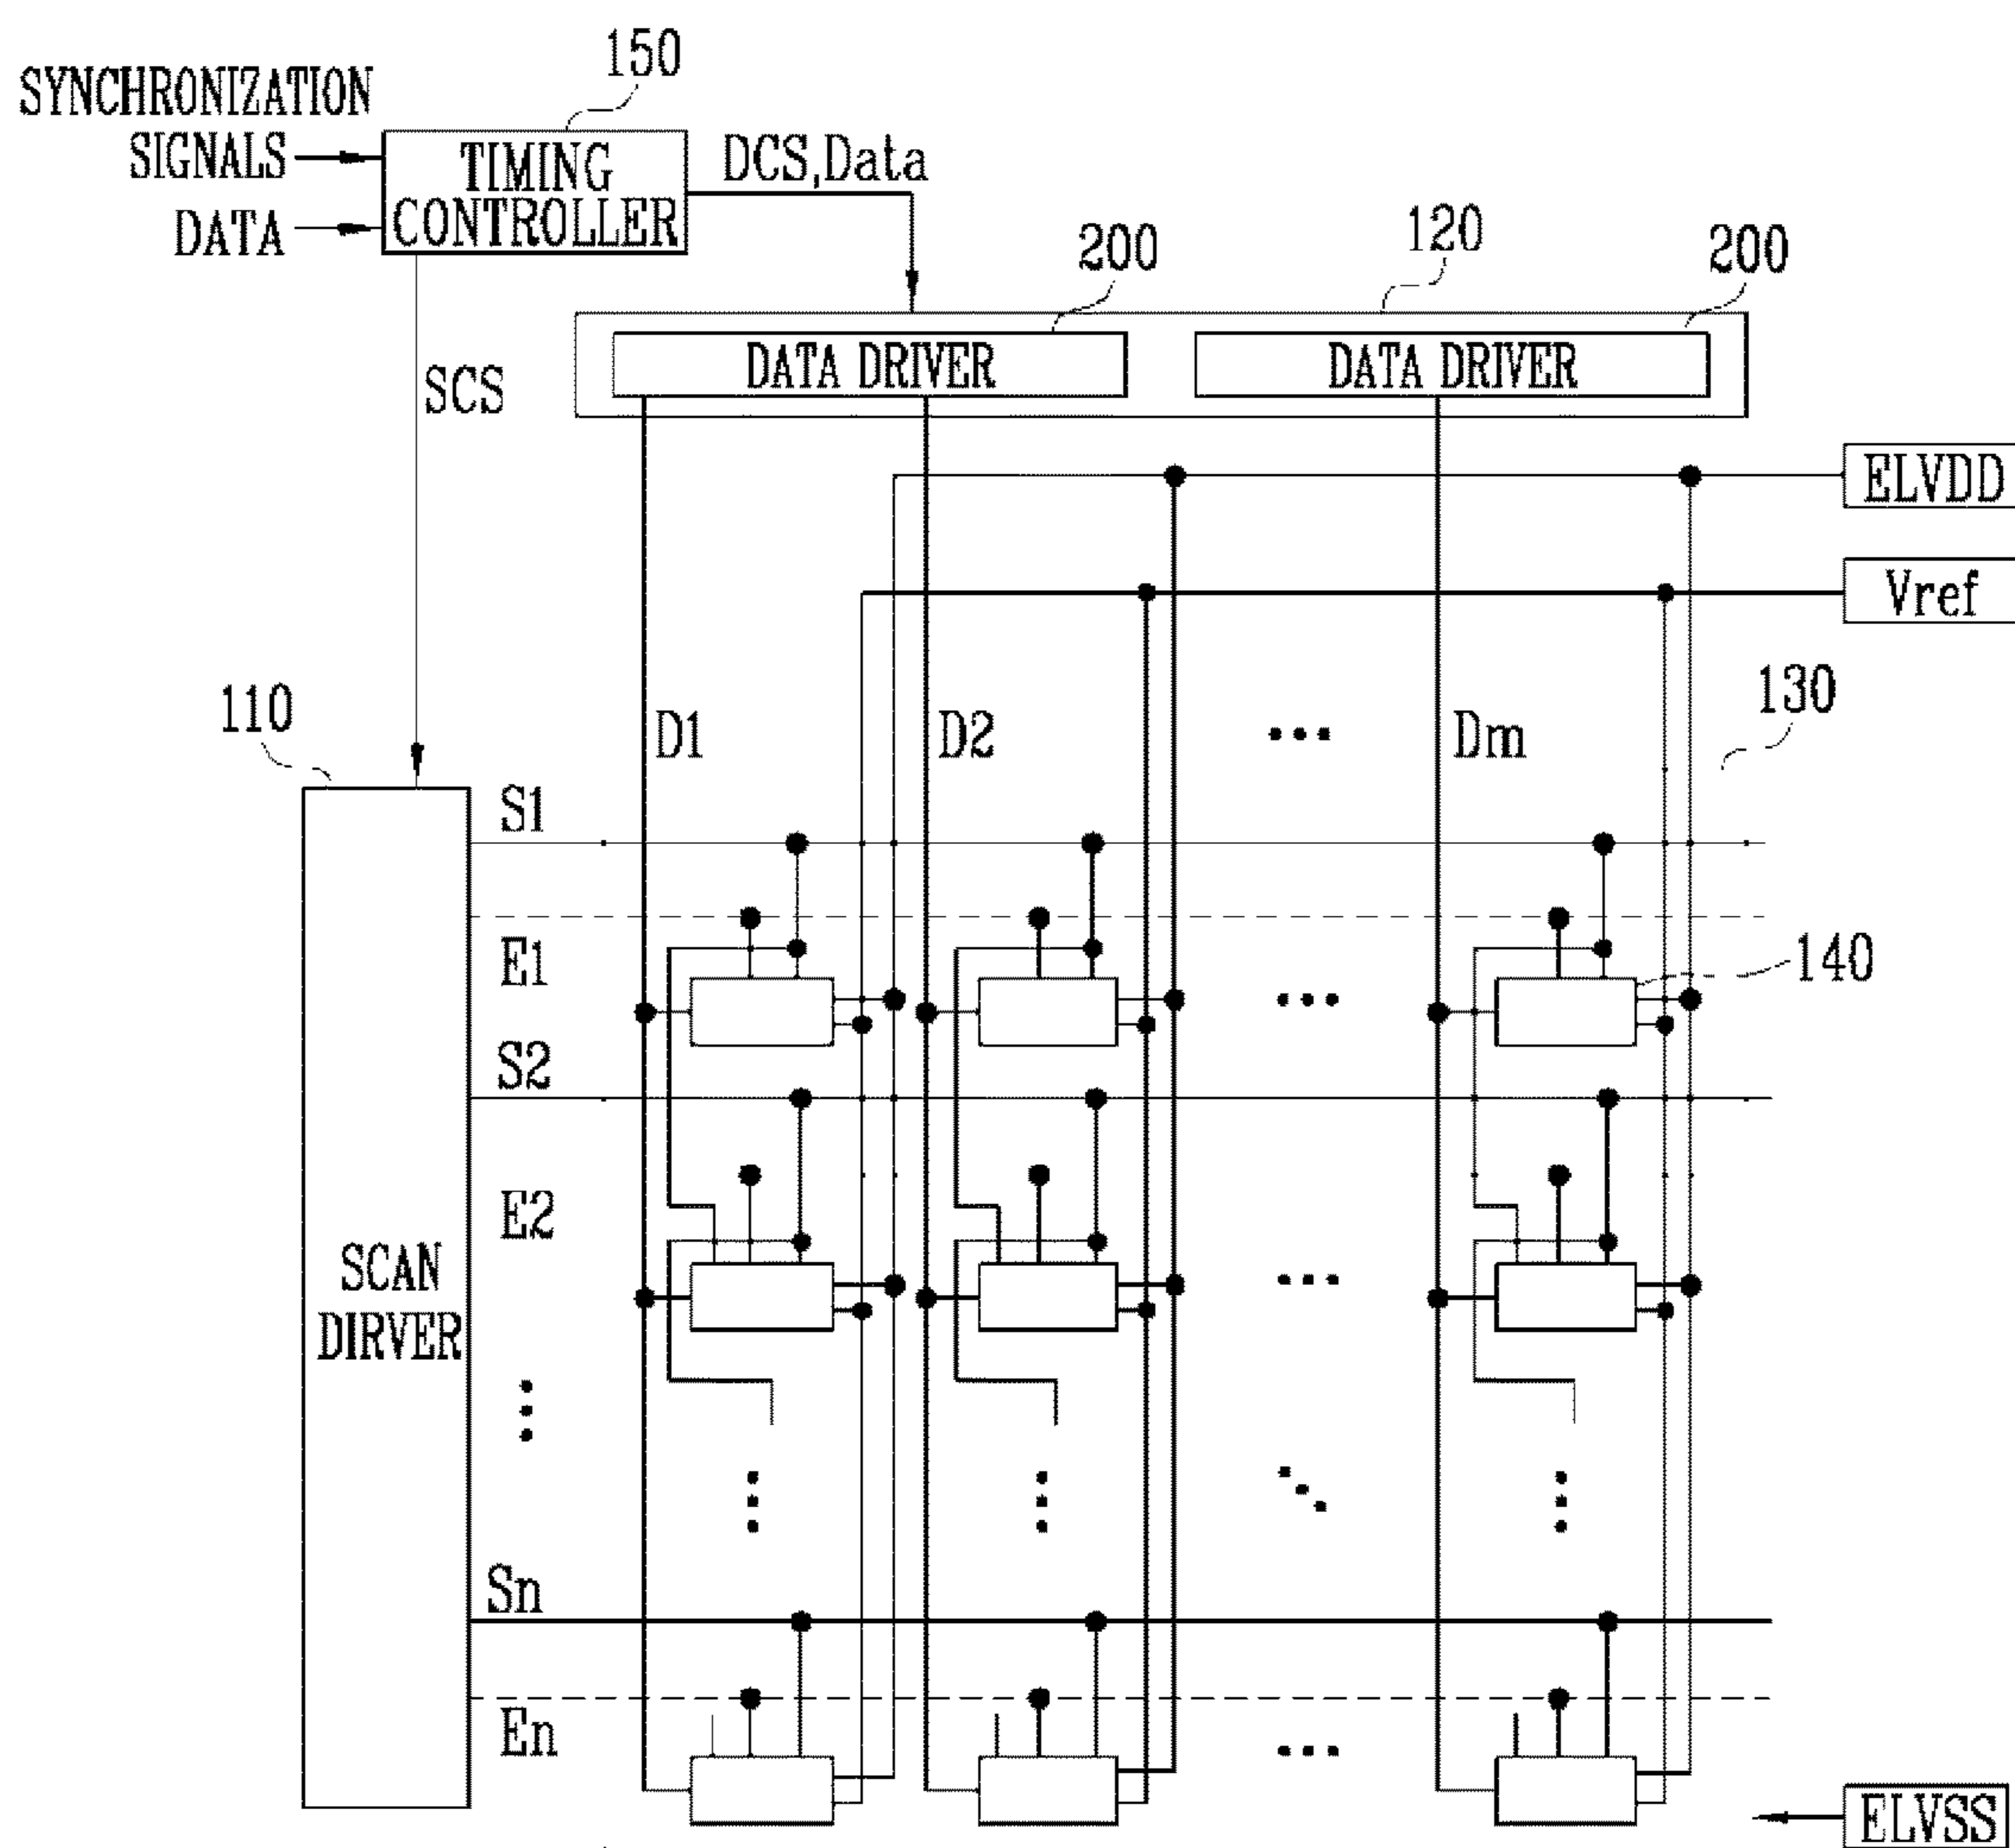 150
SYNCHRONIZATION
SIGNALS
DATA
TIMING
CONTROLLER
DCS,Data
200
120
200
DATA DRIVER
DATA DRIVER
SCS
ELVDD
Vref
110
130
D1
D2
...
Dm
S1
E1
140
...
S2
E2
...
SCAN
DIRVER
Sn
En
...
ELVSS